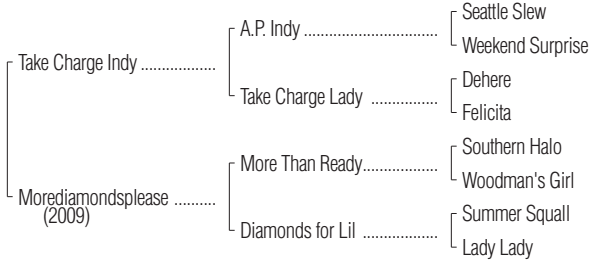 Seattle Slew
A.P. Indy ..............................
Weekend Surprise
Take Charge Indy .................
Dehere
Take Charge Lady ...............
Felicita
Southern Halo
More Than Ready.................
Woodman's Girl
Morediamondsplease .........
(2009)
Summer Squall
Diamonds for Lil .................
Lady Lady